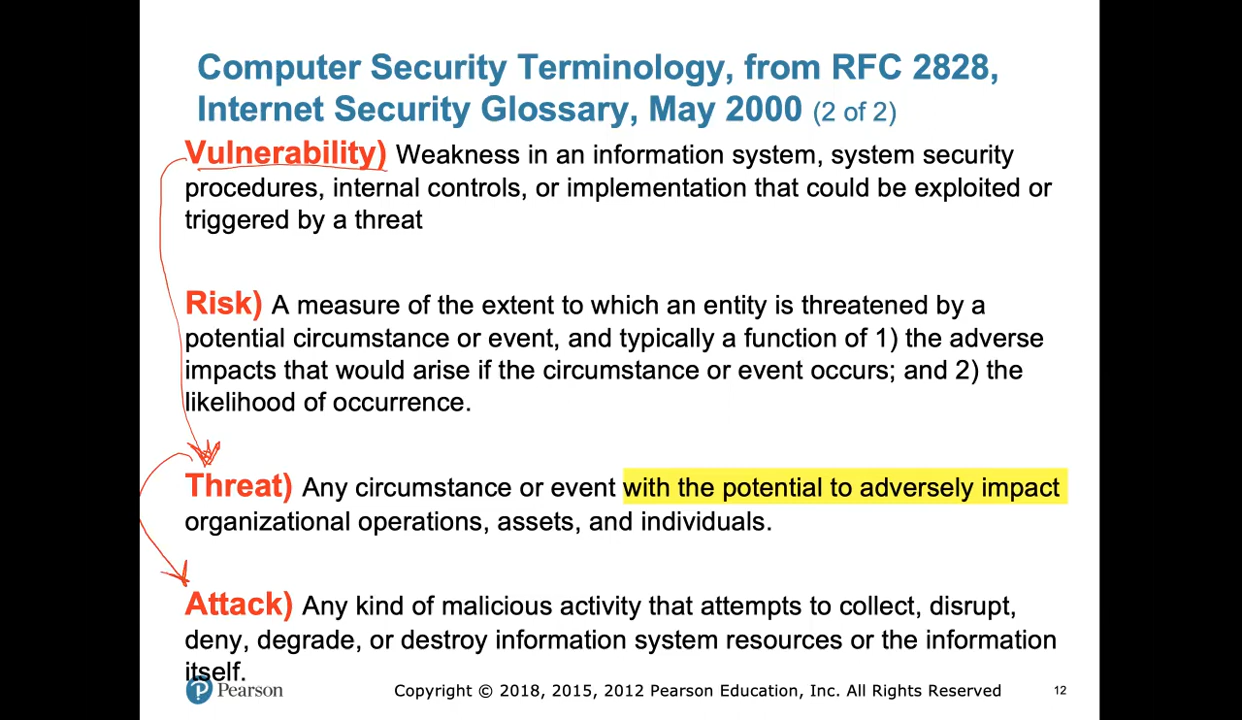 Computer Security Terminology, from RFC 2828,
Internet Security Glossary, May 2000 (2 of 2)
Vulnerability) Weakness in an information system, system security
procedures, internal controls, or implementation that could be exploited or
triggered by a threat
Risk) A measure of the extent to which an entity is threatened by a
potential circumstance or event, and typically a function of 1) the adverse
impacts that would arise if the circumstance or event occurs; and 2) the
likelihood of occurrence.
Threat) Any circumstance or event with the potential to adversely impact
organizational operations, assets, and individuals.
Attack) Any kind of malicious activity that attempts to collect, disrupt,
deny, degrade, or destroy information system resources or the information
itself.
P Pearson Copyright © 2018, 2015, 2012 Pearson Education, Inc. All Rights Reserved 12